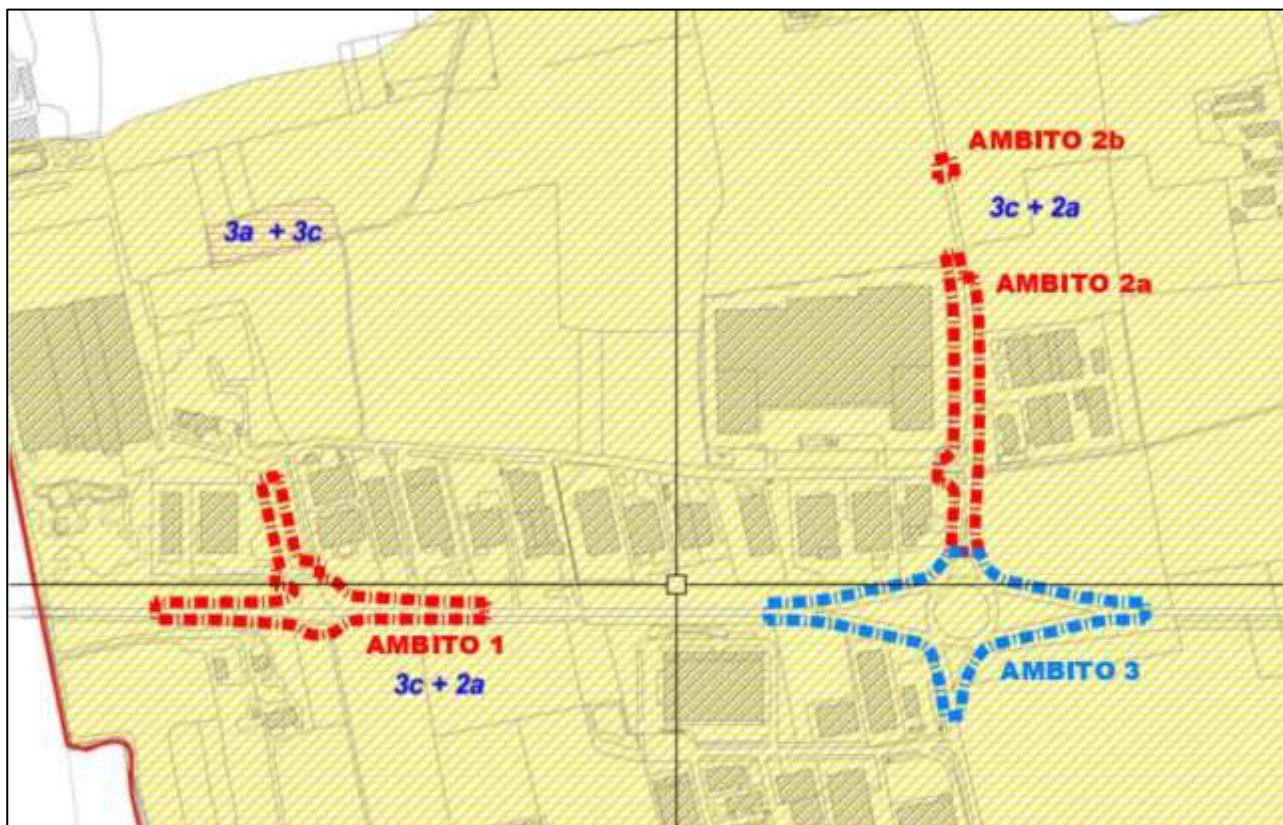 AMBITO 2b
3c + 2a
3a + 3c
AMBITO 2a
AMBITO 1
3c + 2a
AMBITO 3